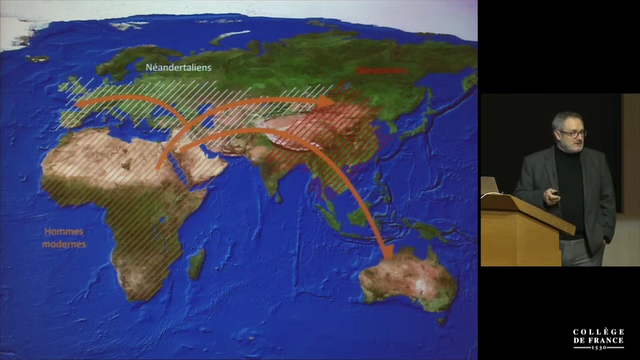 Néandertaliens
Hommes
modernes
COLLÈGE
DE FRANCE
1530